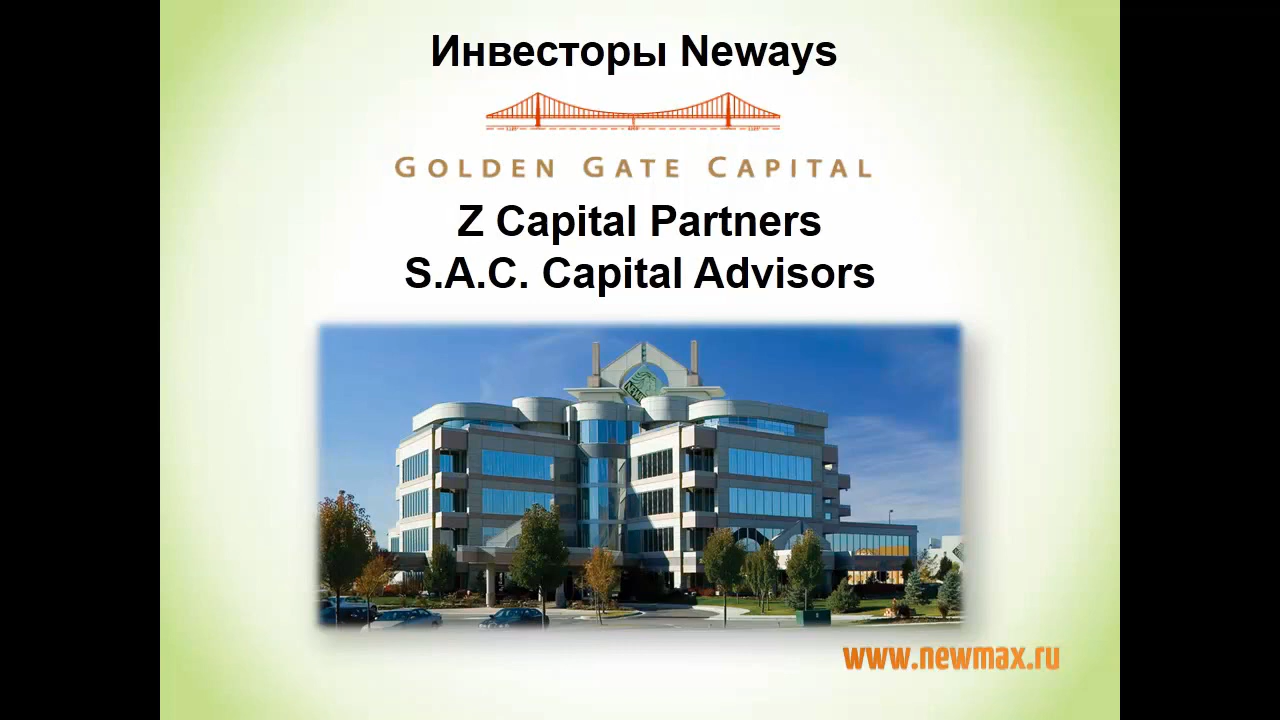 Инвесторы Neways
GOLDEN GATE CAPITAL
Z Capital Partners
S.A.C. Capital Advisors
www.newmax.ru